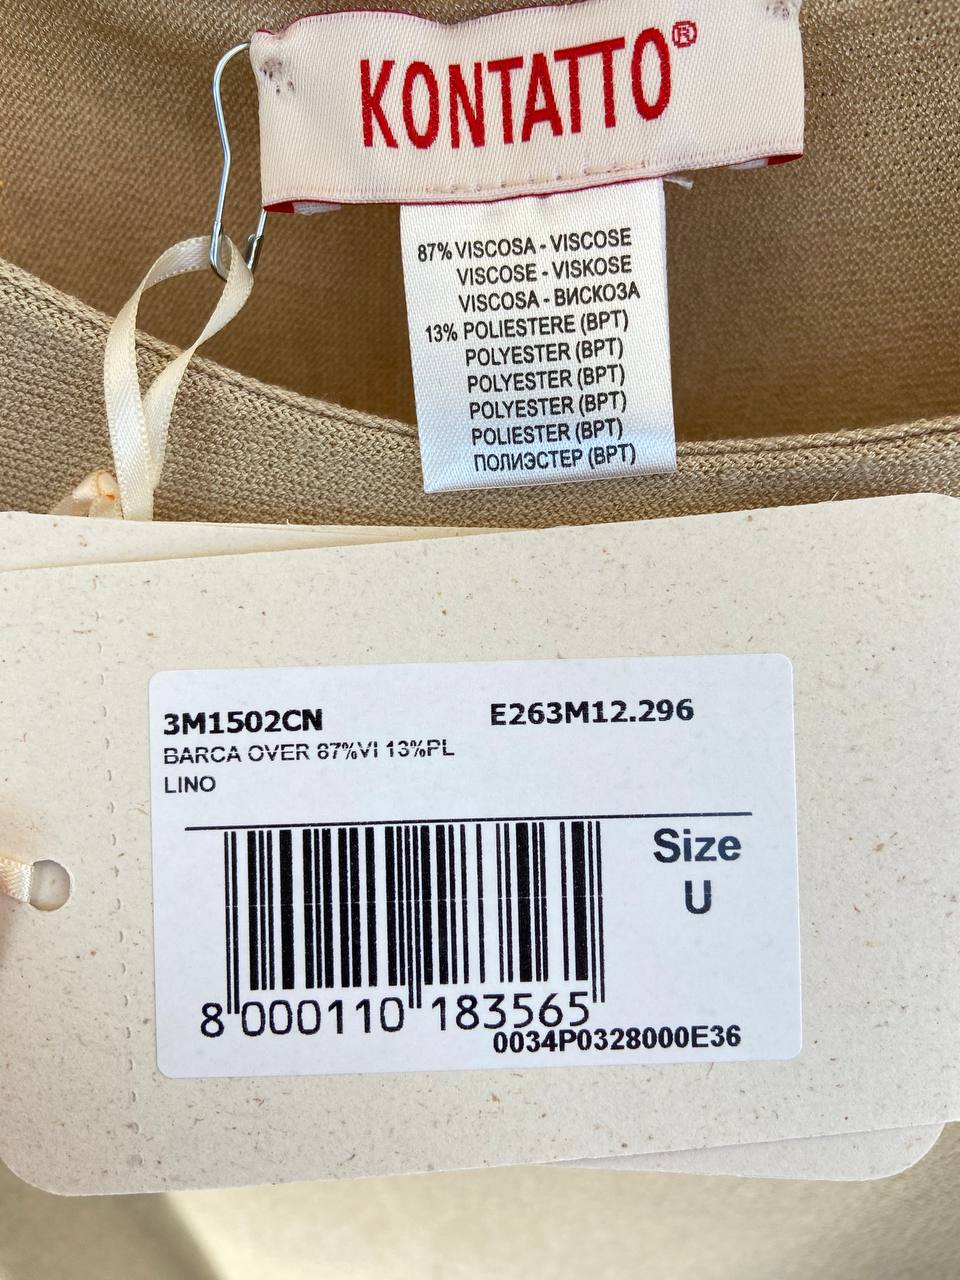 KONTATTO®
87% VISCOSA - VISCOSE
VISCOSE - VISKOSE
VISCOSA - ВИСКОЗА
13% POLIESTERE (BPT)
POLYESTER (BPT)
POLYESTER (BPT)
POLYESTER (BPT)
POLIESTER (BPT)
ПОЛИЭСТЕР (BPT)
3M1502CN E263M12.296
BARCA OVER 87%VI 13%PL
LINO
Size
U
8 000110 183565
0034P0328000E36